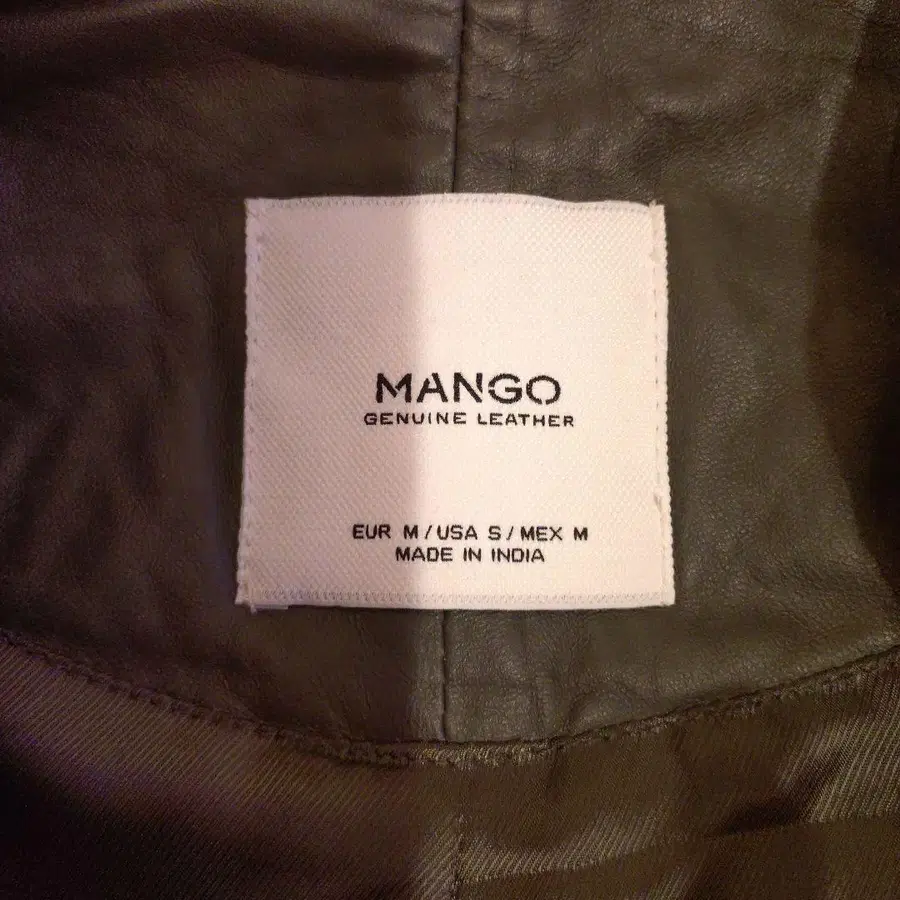 MANGO
GENUINE LEATHER
EUR M / USA S / MEX M
MADE IN INDIA